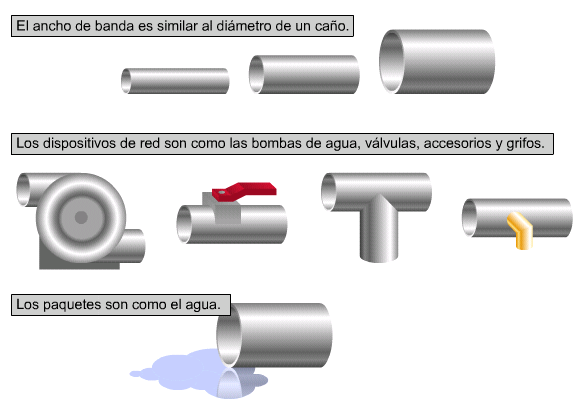 El ancho de banda es similar al diámetro de un caño.
Los dispositivos de red son como las bombas de agua, válvulas, accesorios y grifos.
Los paquetes son como el agua.